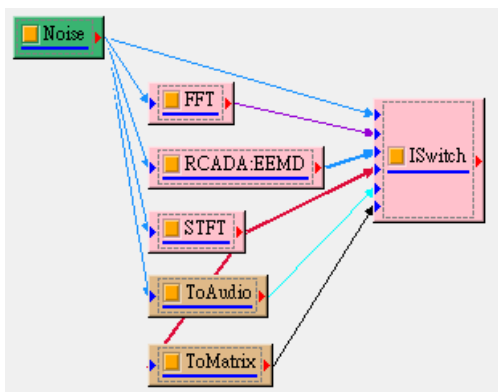 Noise
FFT
RCADA:EEMD
ISwitch
STFT
ToAudio
ToMatrix